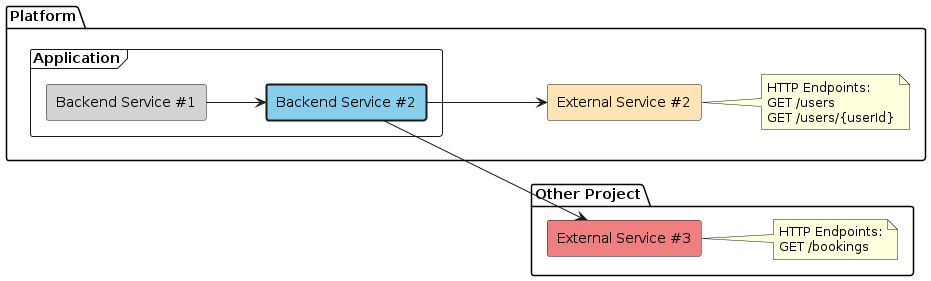 Platform
Application
Backend Service #1
Backend Service #2
External Service #2
HTTP Endpoints:
GET /users
GET /users/{userId}
Other Project
External Service #3
HTTP Endpoints:
GET /bookings